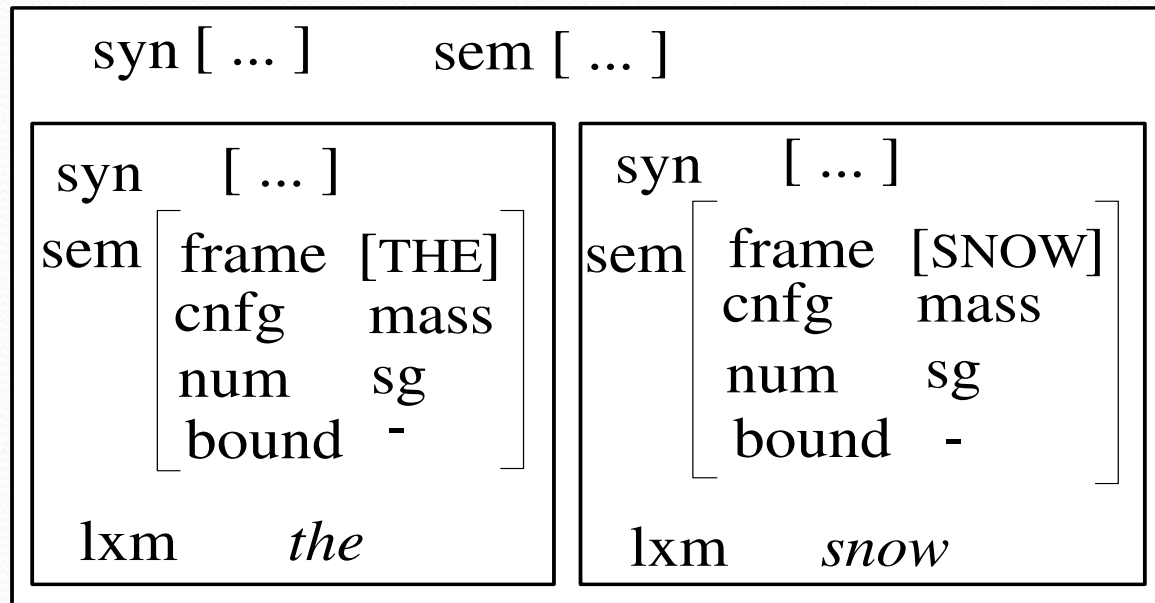 syn [ ... ] sem [ ... ]
syn [ ... ]
sem frame [THE]
cnfg mass
num sg
bound -
lxm the
syn [ ... ]
sem frame [SNOW]
cnfg mass
num sg
bound -
lxm snow